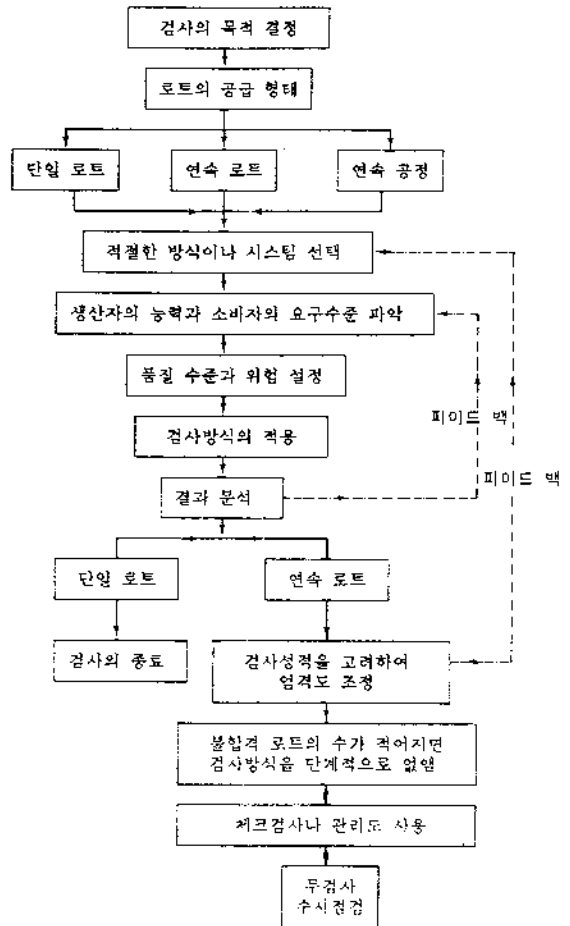 검사의 목적 결정
로트의 공급 형태
단일 로트
연속 로트
연속 공정
적절한 방식이나 시스팀 선택
생산자의 능력과 소비자의 요구수준 파악
품질 수준과 위험 설정
검사방식의 적용
피이드 백
피이드 백
결과 분석
단일 로트
연속 로트
검사의 종료
검사성적을 고려하여
엄격도 조정
불합격 로트의 수가 적어지면
검사방식을 단계적으로 없앰
체크검사나 관리도 사용
무검사
수시점검